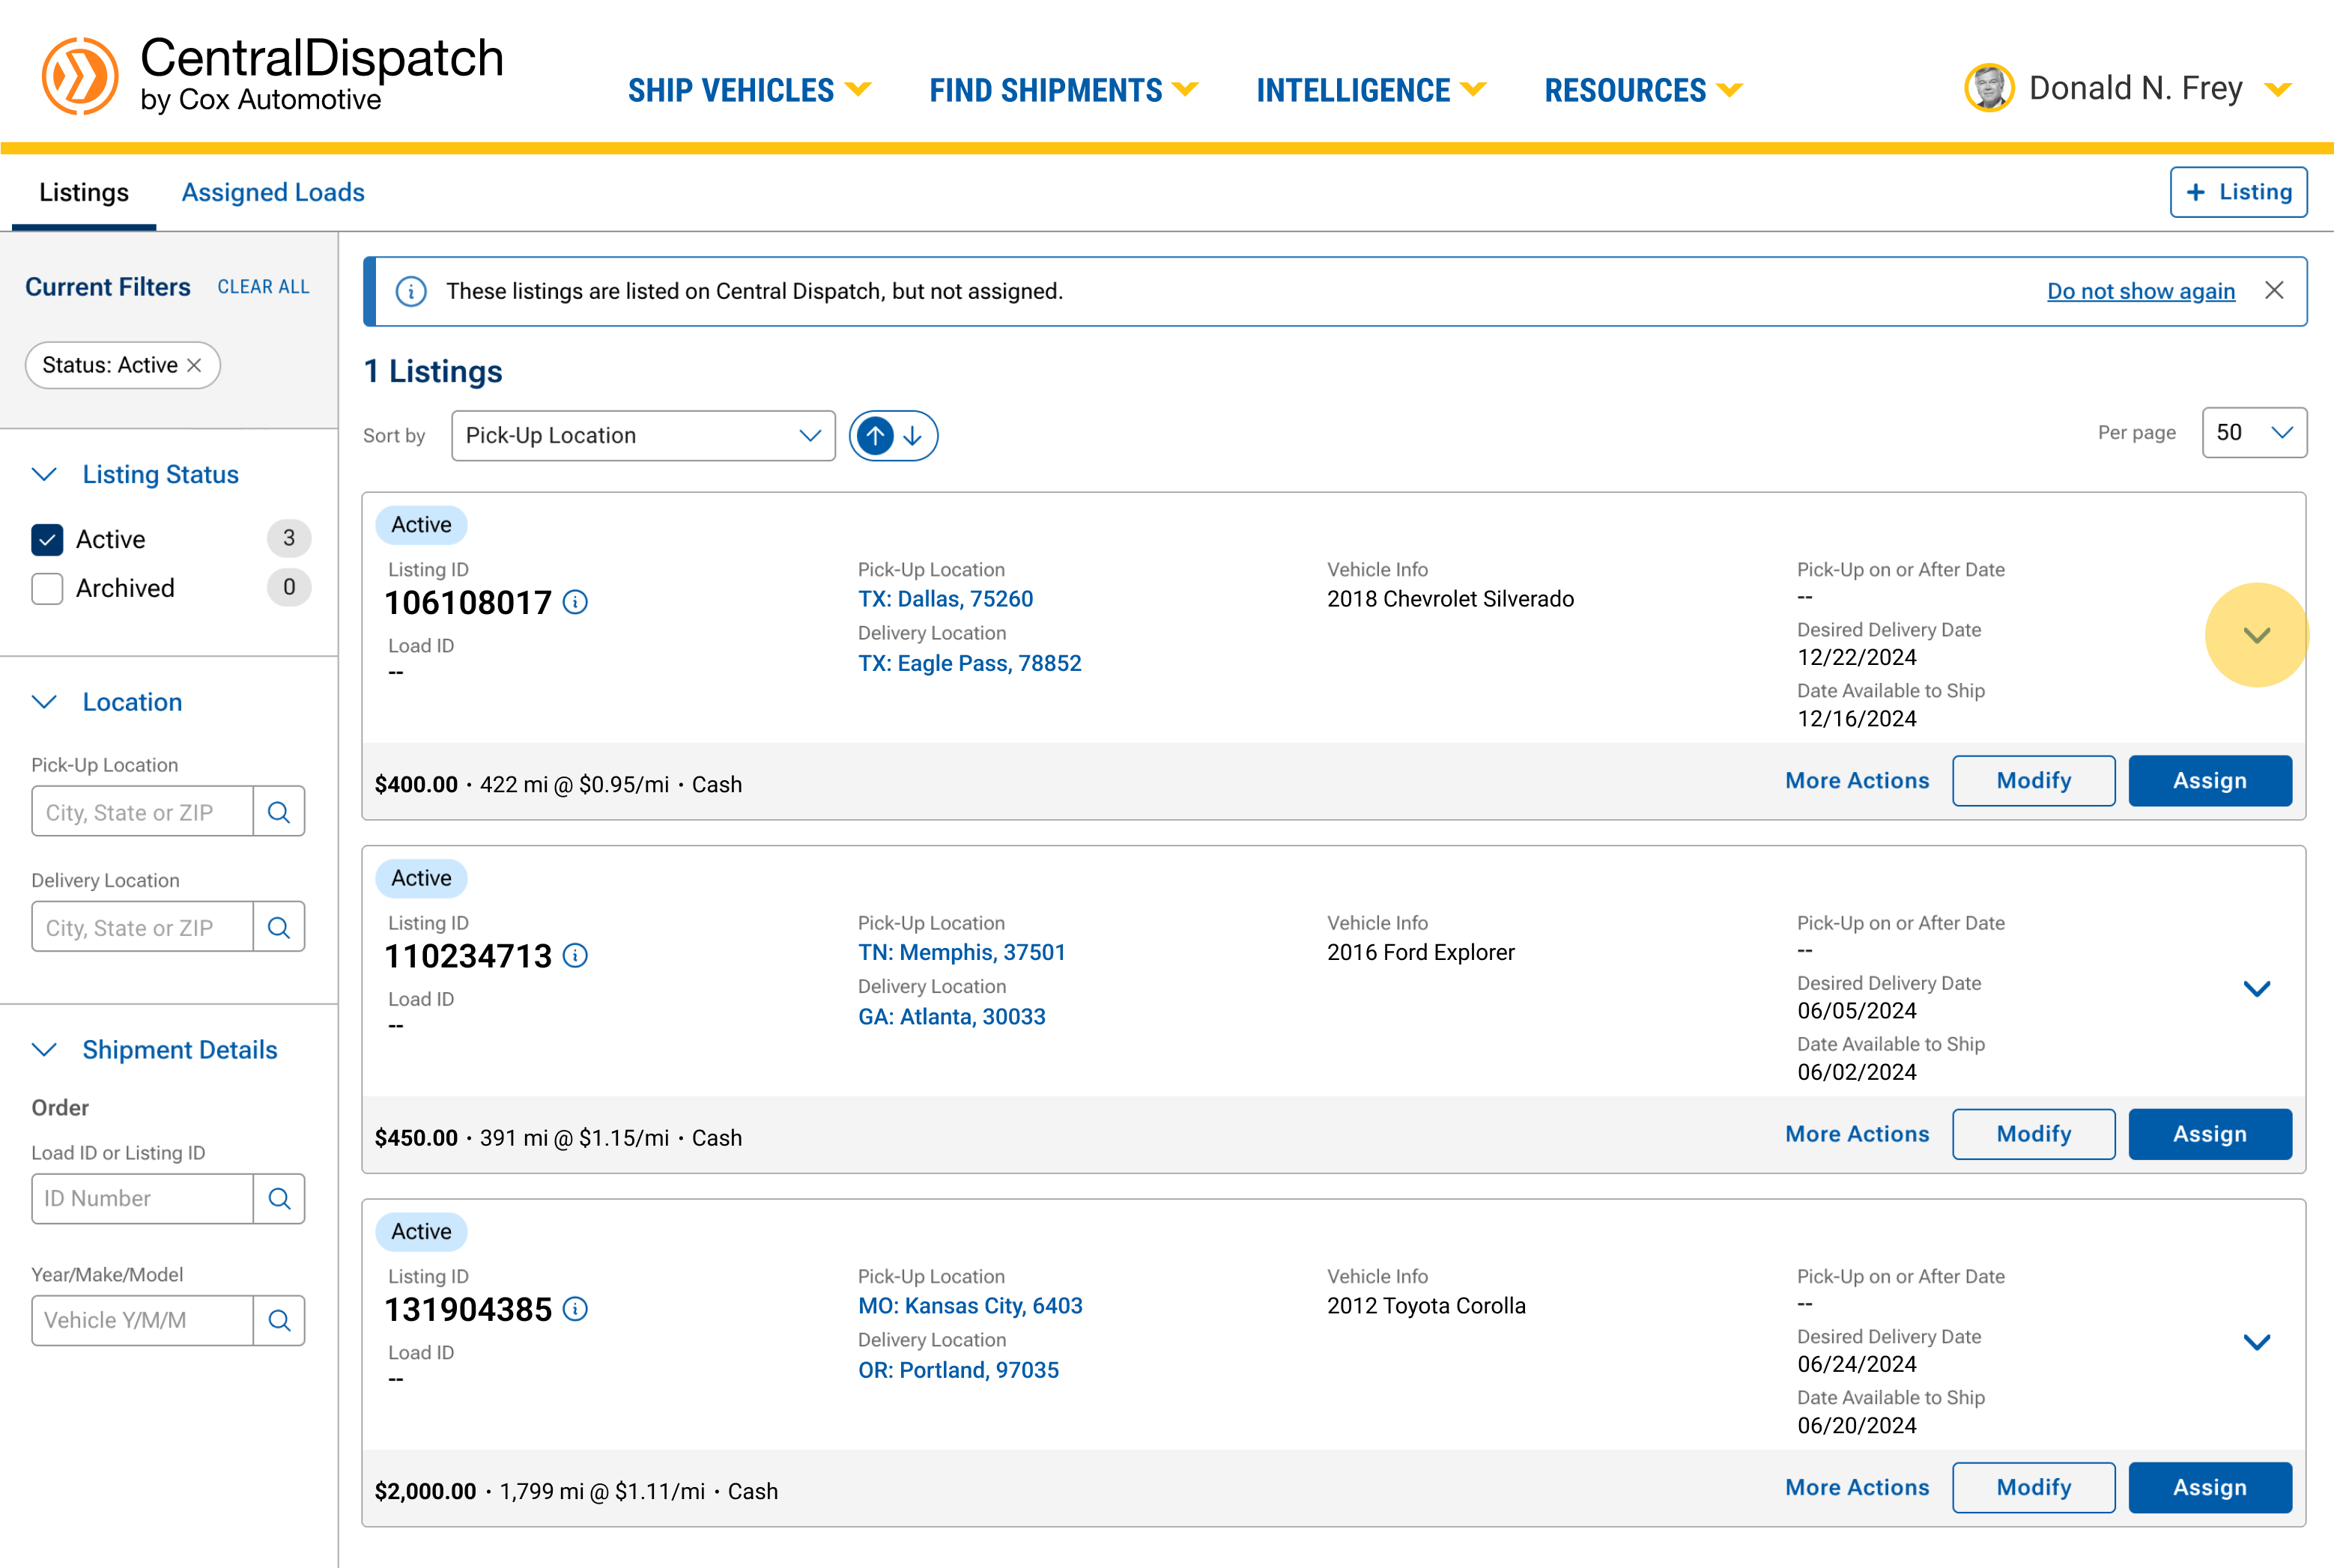 CentralDispatch
by Cox Automotive
SHIP VEHICLES
FIND SHIPMENTS
INTELLIGENCE
RESOURCES
Donald N. Frey
Listings
Assigned Loads
+ Listing
Current Filters
CLEAR ALL
Status: Active
Listing Status
Active
3
Archived
0
Location
Pick-Up Location
City, State or ZIP
Delivery Location
City, State or ZIP
Shipment Details
Order
Load ID or Listing ID
ID Number
Year/Make/Model
Vehicle Y/M/M
These listings are listed on Central Dispatch, but not assigned.
Do not show again
1 Listings
Sort by
Pick-Up Location
Per page
50
Active
Listing ID
106108017
Load ID
--
Pick-Up Location
TX: Dallas, 75260
Delivery Location
TX: Eagle Pass, 78852
Vehicle Info
2018 Chevrolet Silverado
Pick-Up on or After Date
--
Desired Delivery Date
12/22/2024
Date Available to Ship
12/16/2024
$400.00 · 422 mi @ $0.95/mi · Cash
More Actions
Modify
Assign
Active
Listing ID
110234713
Load ID
--
Pick-Up Location
TN: Memphis, 37501
Delivery Location
GA: Atlanta, 30033
Vehicle Info
2016 Ford Explorer
Pick-Up on or After Date
--
Desired Delivery Date
06/05/2024
Date Available to Ship
06/02/2024
$450.00 · 391 mi @ $1.15/mi · Cash
More Actions
Modify
Assign
Active
Listing ID
131904385
Load ID
--
Pick-Up Location
MO: Kansas City, 6403
Delivery Location
OR: Portland, 97035
Vehicle Info
2012 Toyota Corolla
Pick-Up on or After Date
--
Desired Delivery Date
06/24/2024
Date Available to Ship
06/20/2024
$2,000.00 · 1,799 mi @ $1.11/mi · Cash
More Actions
Modify
Assign